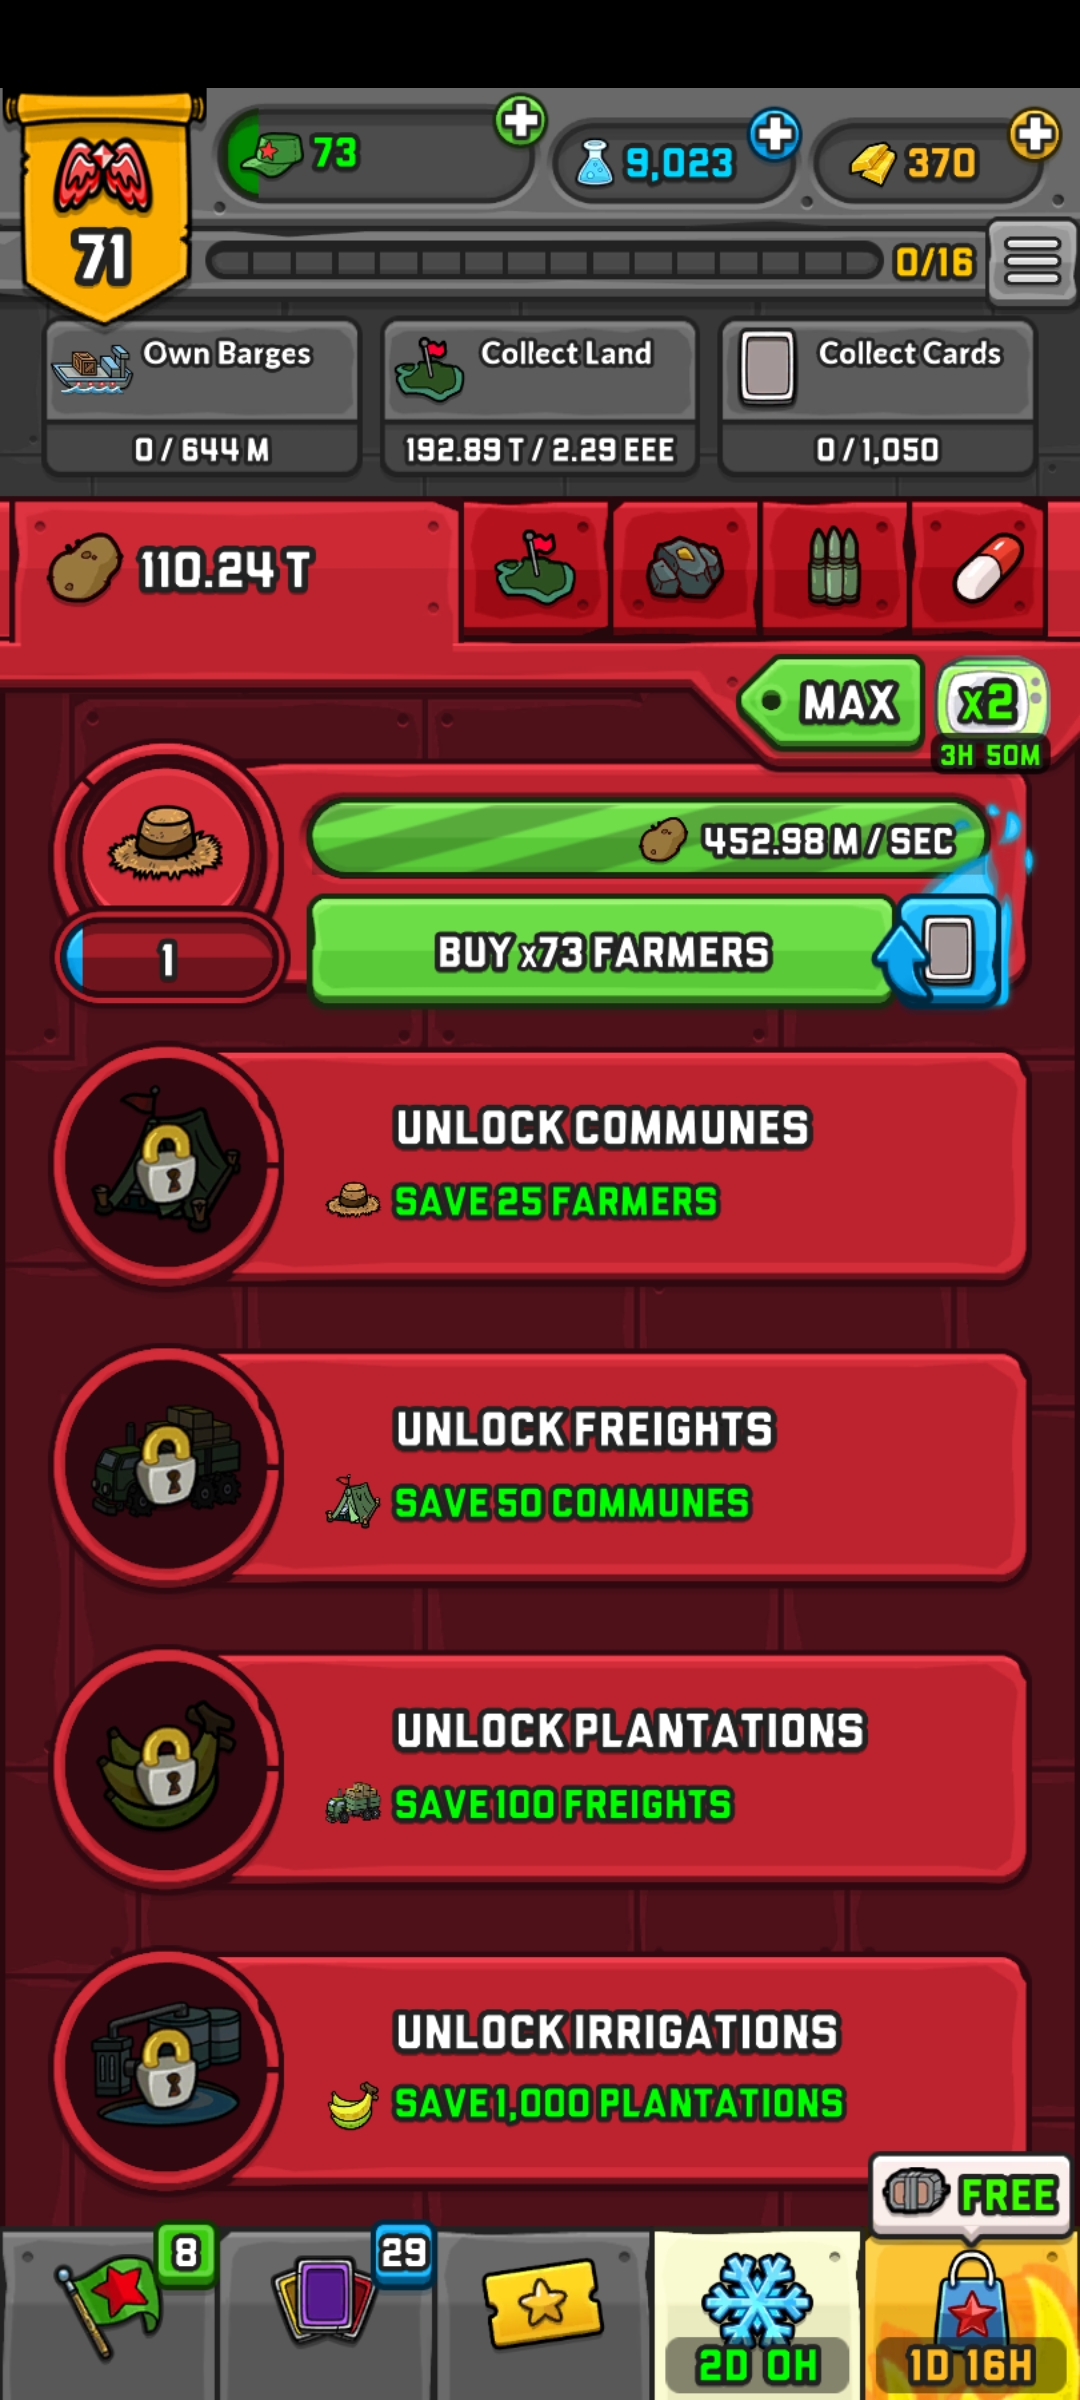 73
9,023
370
71
0/16
Own Barges
Collect Land
Collect Cards
0 / 644 M
192.89 T / 2.29 EEE
0 / 1,050
110.24 T
MAX
x2
3H 50M
452.98 M / SEC
1
BUY x73 FARMERS
UNLOCK COMMUNES
SAVE 25 FARMERS
UNLOCK FREIGHTS
SAVE 50 COMMUNES
UNLOCK PLANTATIONS
SAVE 100 FREIGHTS
UNLOCK IRRIGATIONS
SAVE 1,000 PLANTATIONS
FREE
8
29
2D 0H
1D 16H